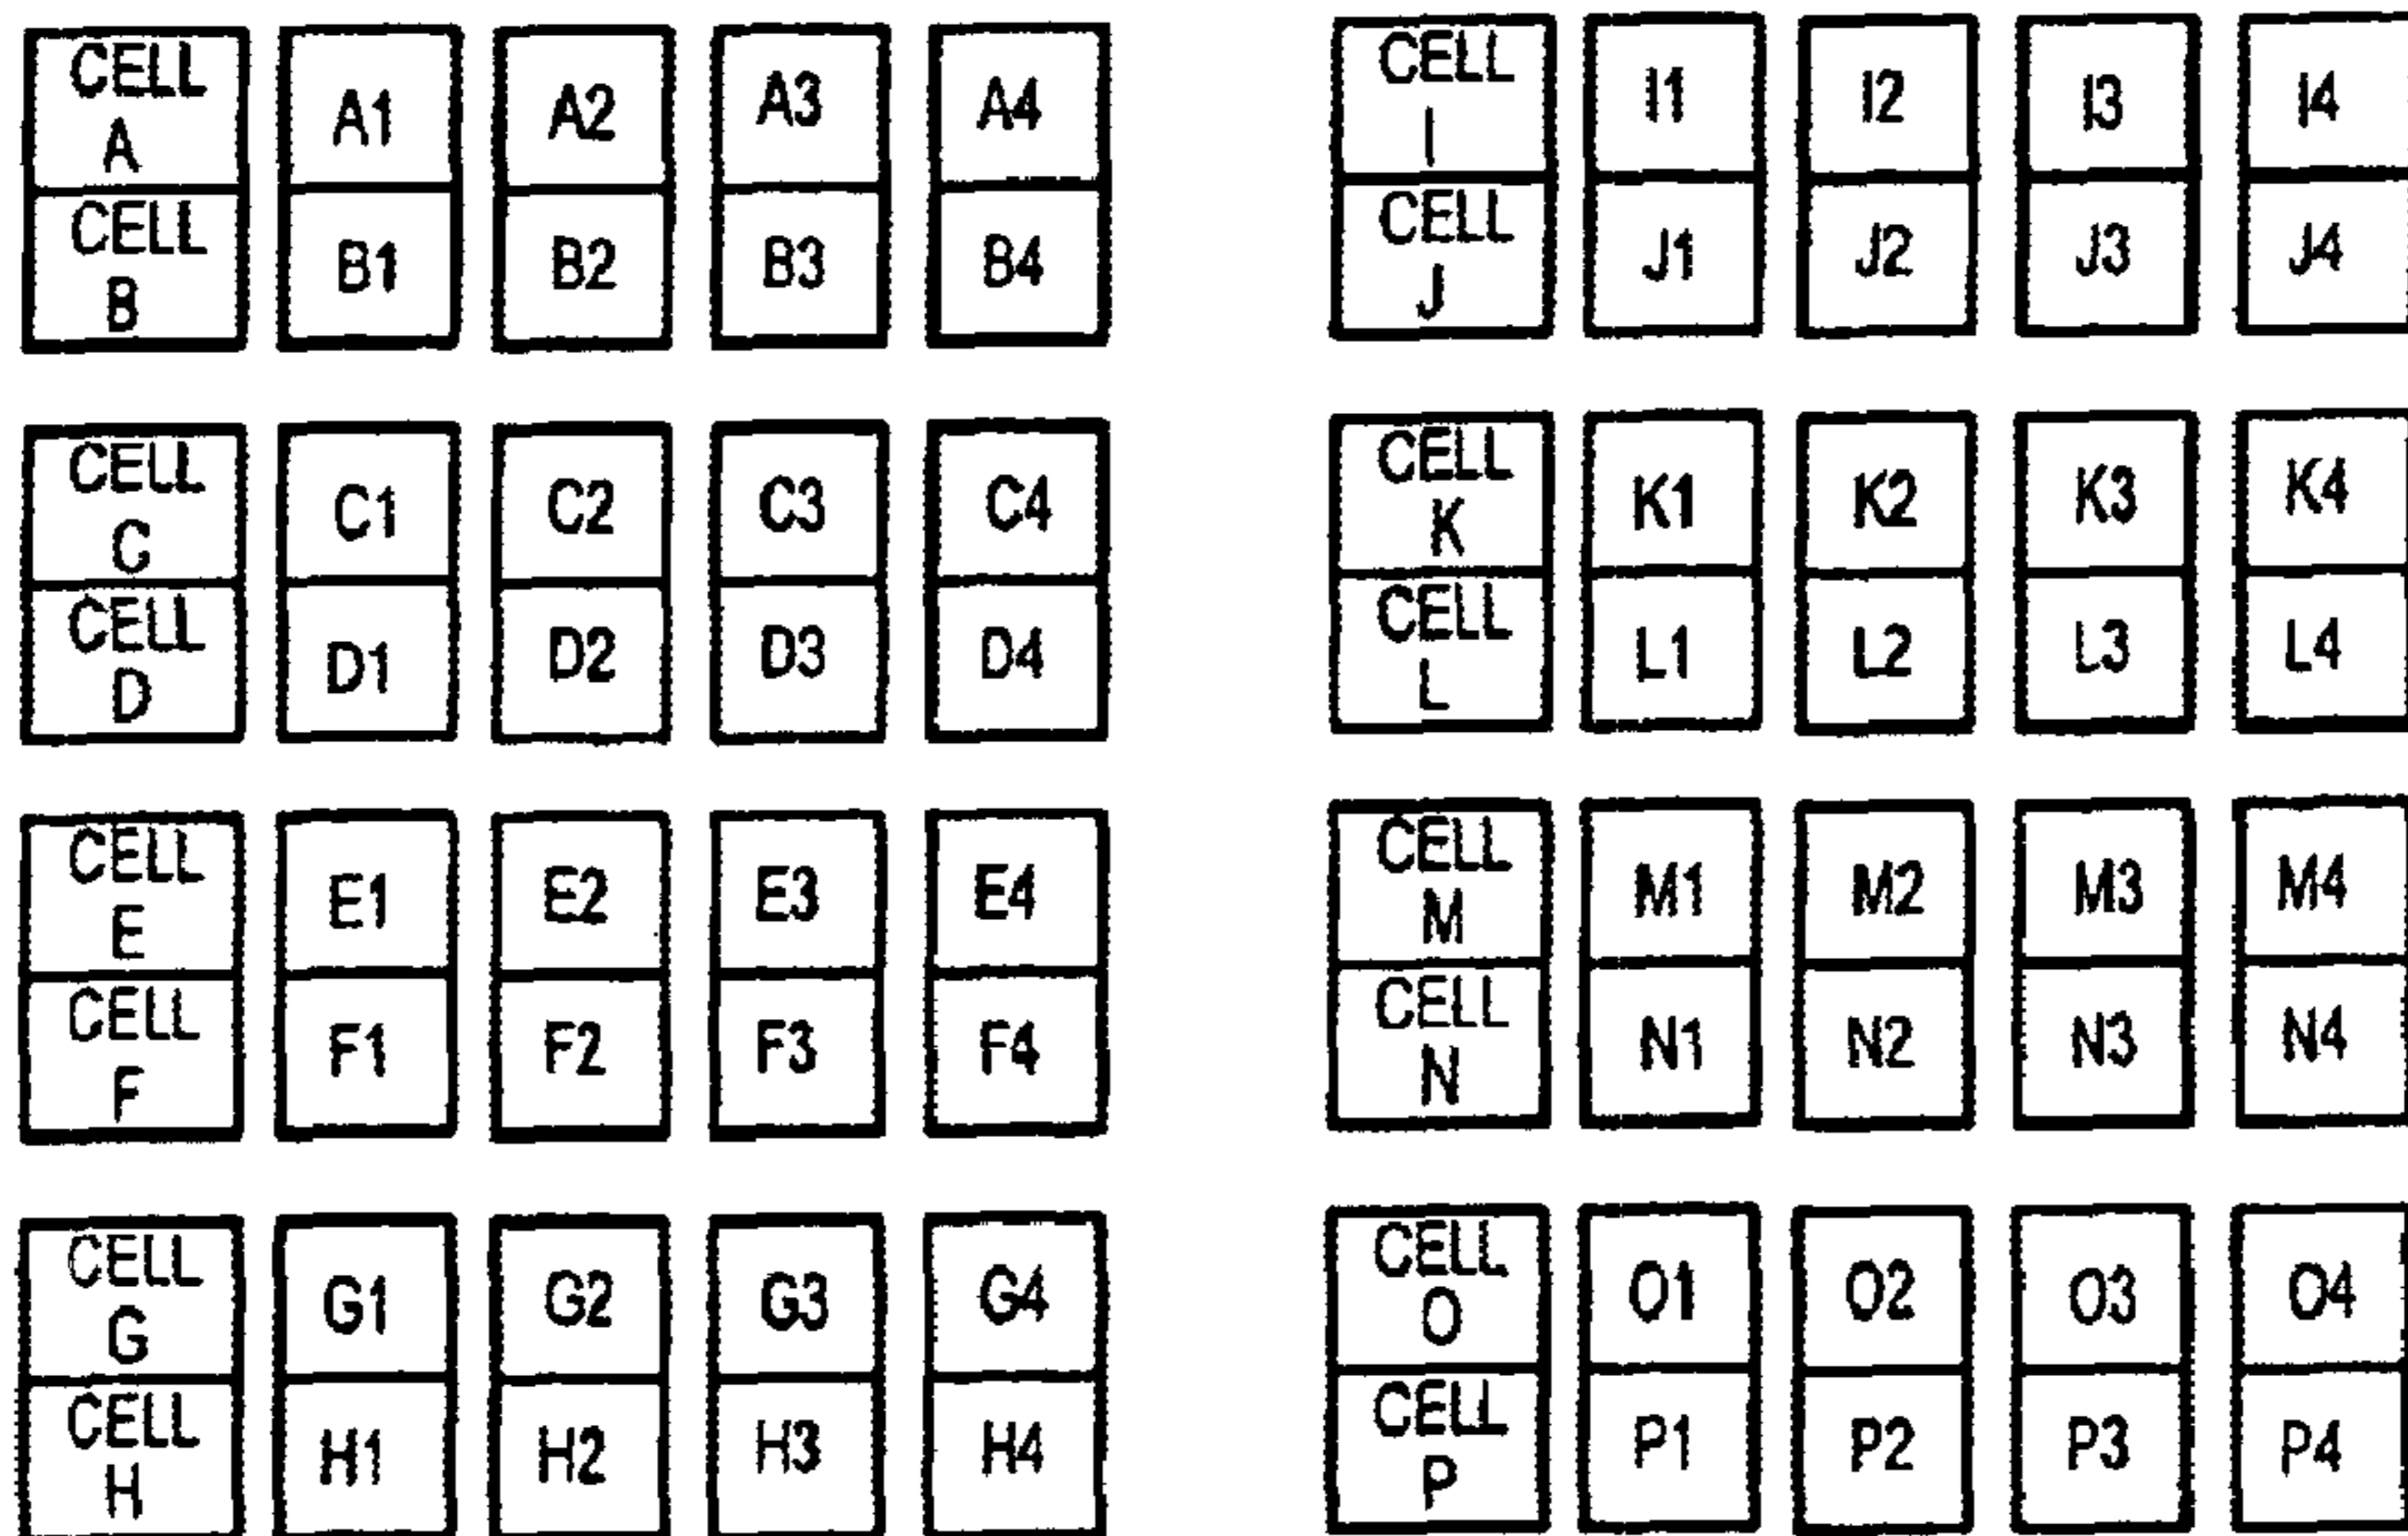 CELL A A1 A2 A3 A4
CELL B B1 B2 B3 B4
CELL C C1 C2 C3 C4
CELL D D1 D2 D3 D4
CELL E E1 E2 E3 E4
CELL F F1 F2 F3 F4
CELL G G1 G2 G3 G4
CELL H H1 H2 H3 H4
CELL I I1 I2 I3 I4
CELL J J1 J2 J3 J4
CELL K K1 K2 K3 K4
CELL L L1 L2 L3 L4
CELL M M1 M2 M3 M4
CELL N N1 N2 N3 N4
CELL O O1 O2 O3 O4
CELL P P1 P2 P3 P4